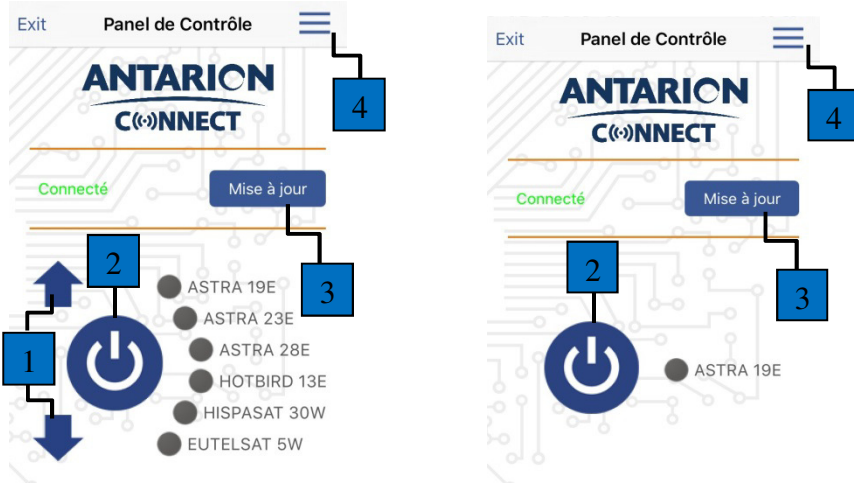 Exit Panel de Contrôle
4
ANTARION
CONNECT
Connecté Mise à jour
3
2
1
ASTRA 19E
ASTRA 23E
ASTRA 28E
HOTBIRD 13E
HISPASAT 30W
EUTELSAT 5W
Exit Panel de Contrôle
4
ANTARION
CONNECT
Connecté Mise à jour
3
2
ASTRA 19E